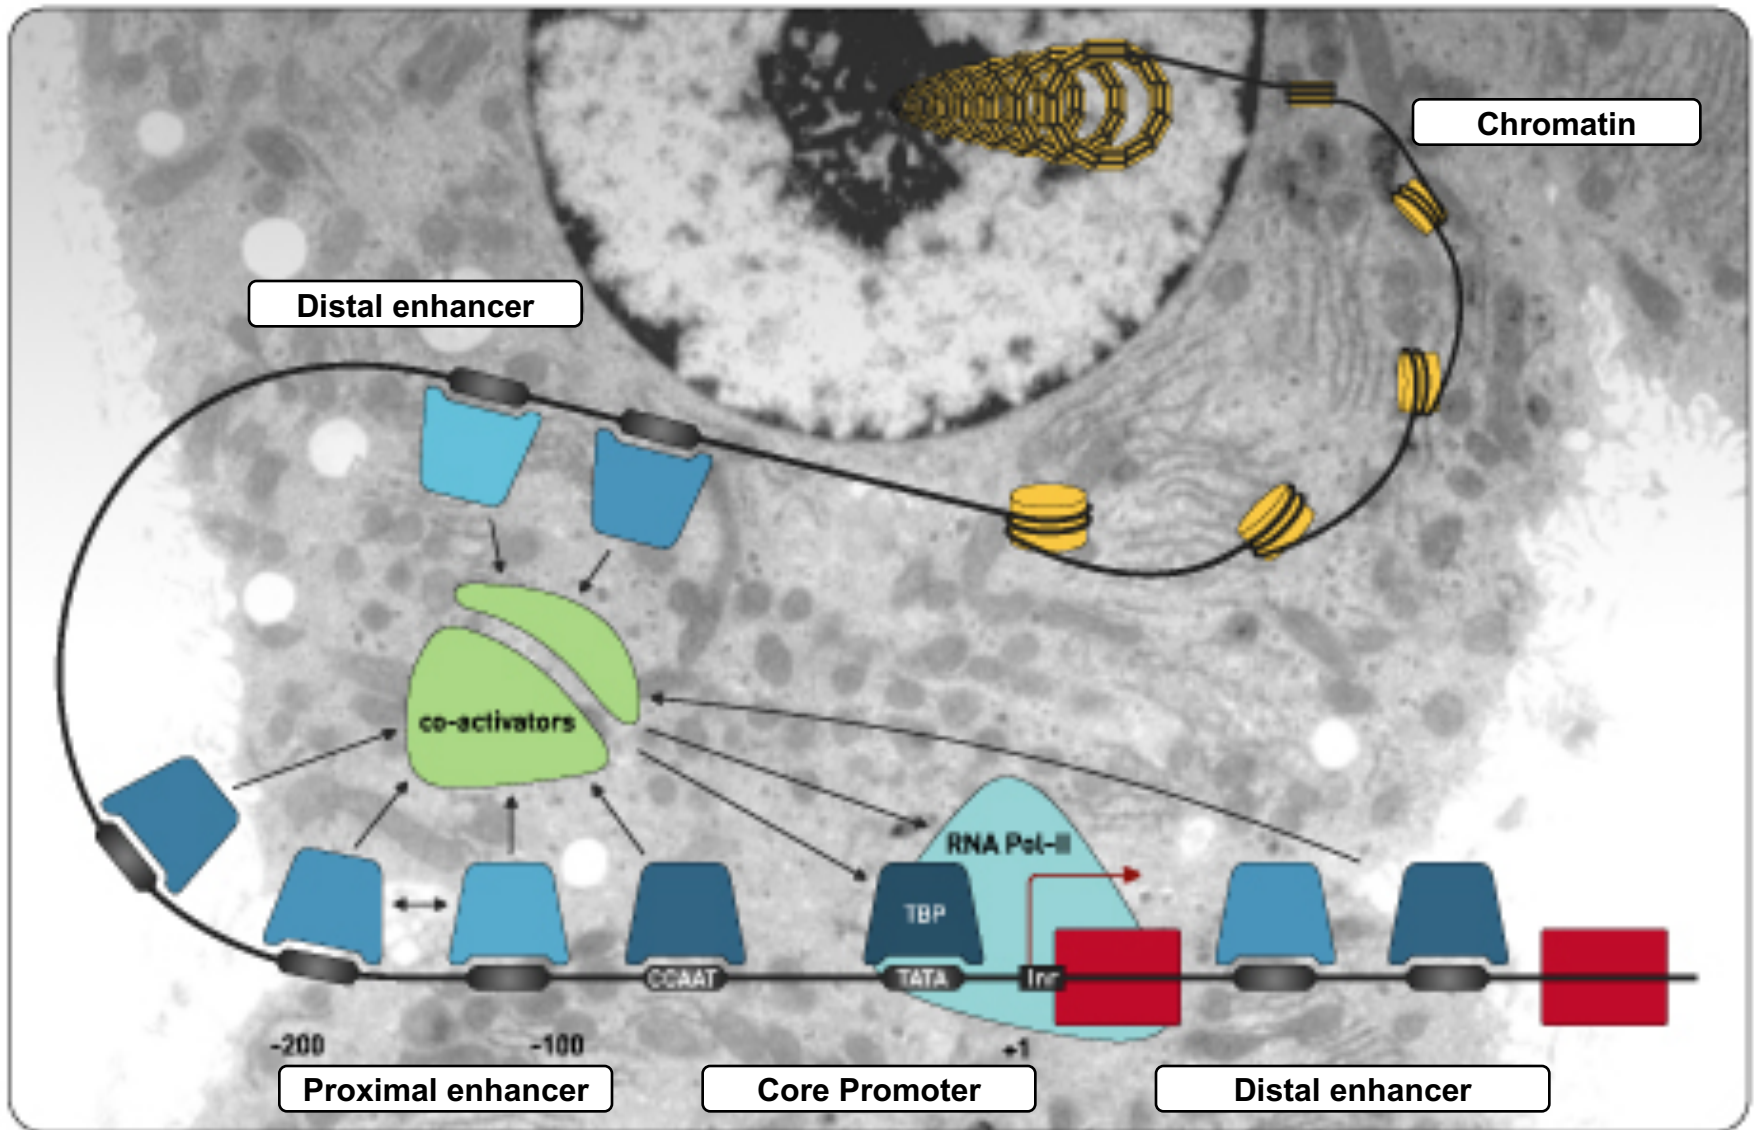 Chromatin
Distal enhancer
co-activators
RNA Pol-II
TBP
CCAAT
TATA
Inr
-200
-100
+1
Proximal enhancer
Core Promoter
Distal enhancer